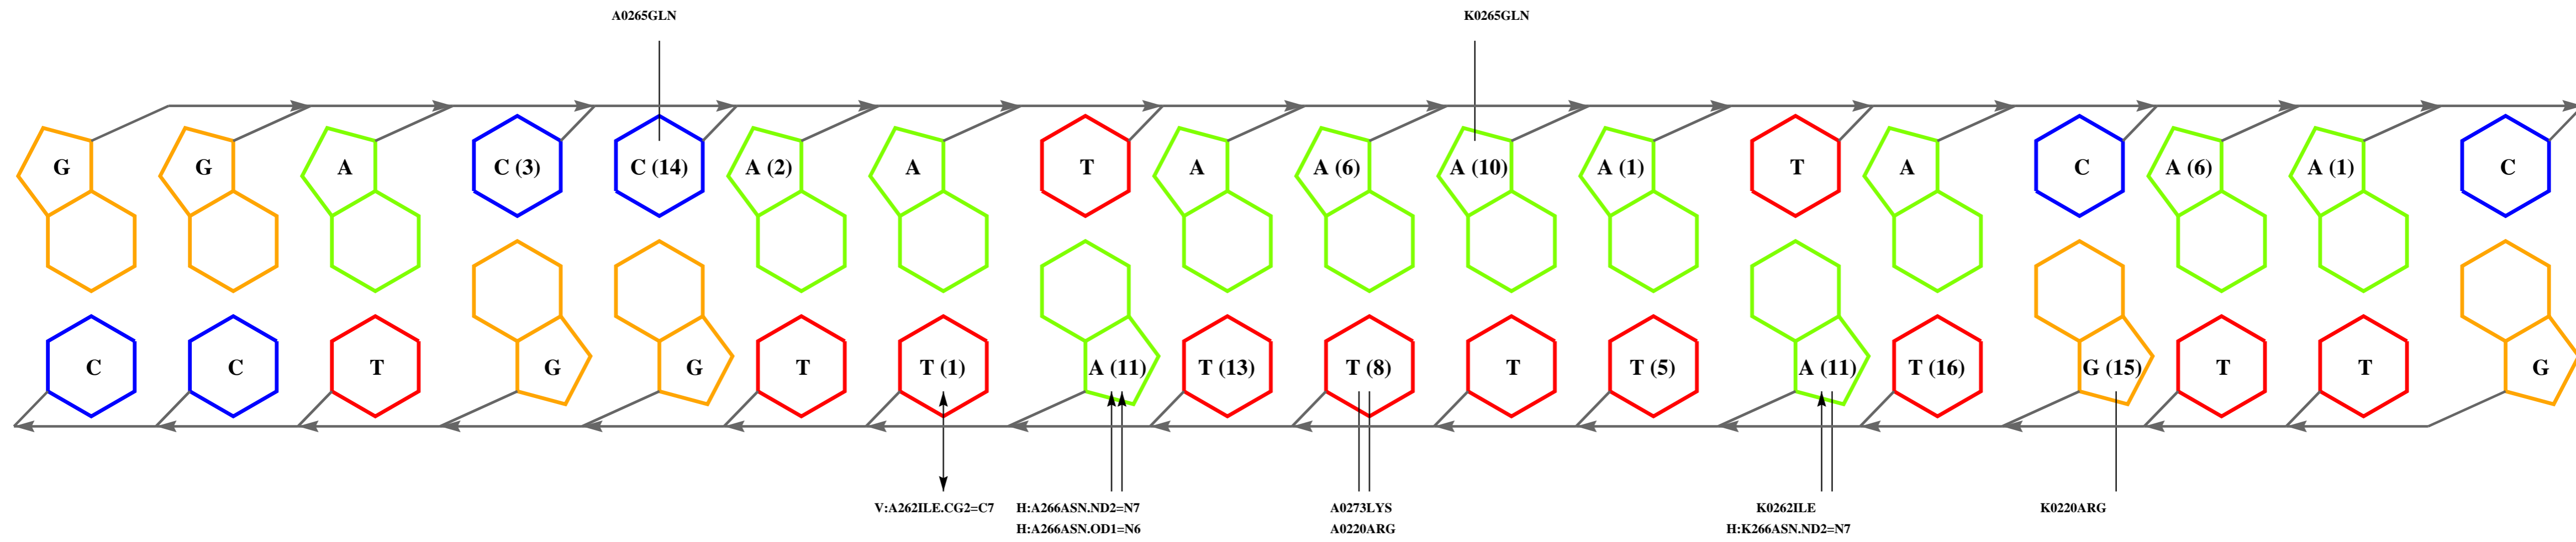 A0265GLN K0265GLN
G G A C (3) C (14) A (2) A T A A (6) A (10) A (1) T A C A (6) A (1) C
C C T G G T T (1) A (11) T (13) T (8) T T (5) A (11) T (16) G (15) T T G
V:A262ILE.CG2=C7 H:A266ASN.ND2=N7 A0273LYS K0262ILE K0220ARG
H:A266ASN.OD1=N6 A0220ARG H:K266ASN.ND2=N7